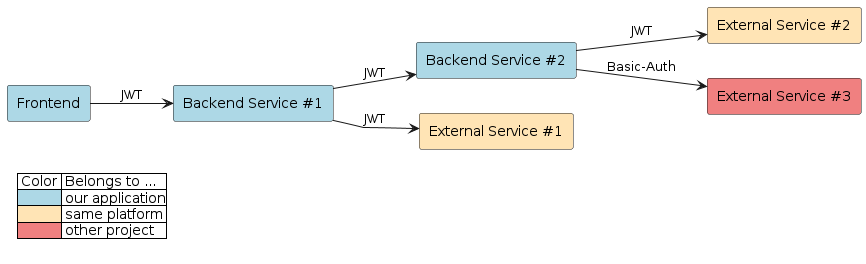 Frontend
JWT
Backend Service #1
JWT
JWT
Backend Service #2
External Service #1
JWT
Basic-Auth
External Service #2
External Service #3
Color Belongs to ...
our application
same platform
other project